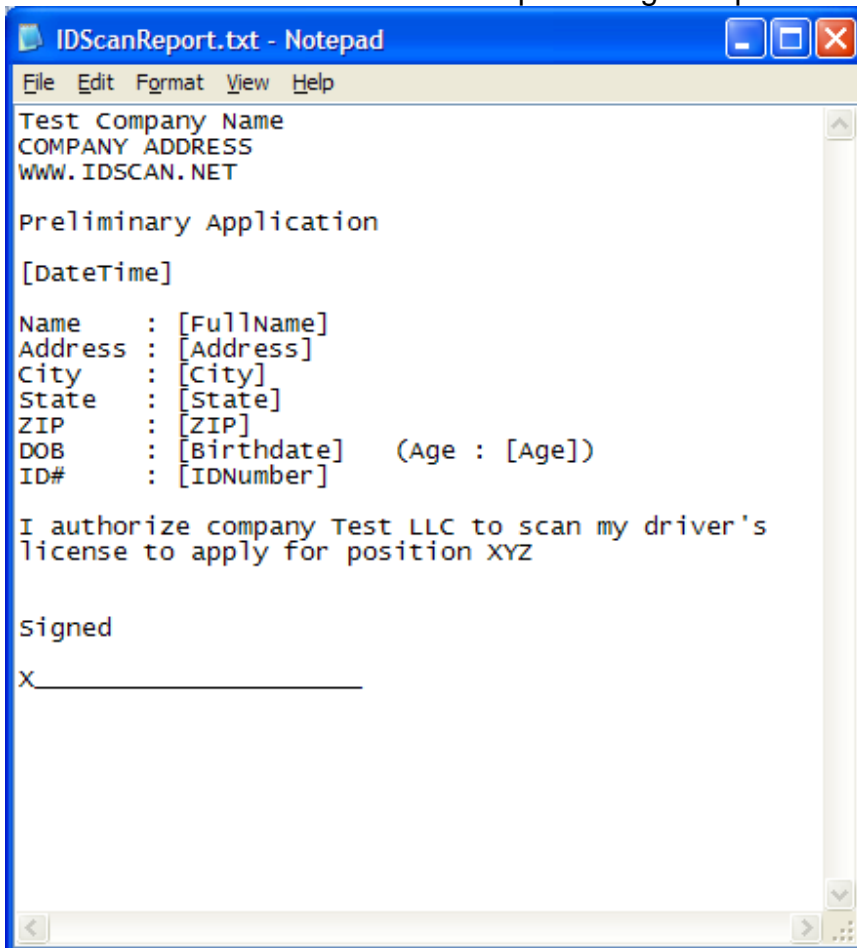 IDScanReport.txt - Notepad
File Edit Format View Help
Test Company Name
COMPANY ADDRESS
WWW.IDSCAN.NET
Preliminary Application
[DateTime]
Name : [FullName]
Address : [Address]
City : [City]
State : [State]
ZIP : [ZIP]
DOB : [Birthdate] (Age : [Age])
ID# : [IDNumber]
I authorize company Test LLC to scan my driver's
license to apply for position XYZ
Signed
X______________________